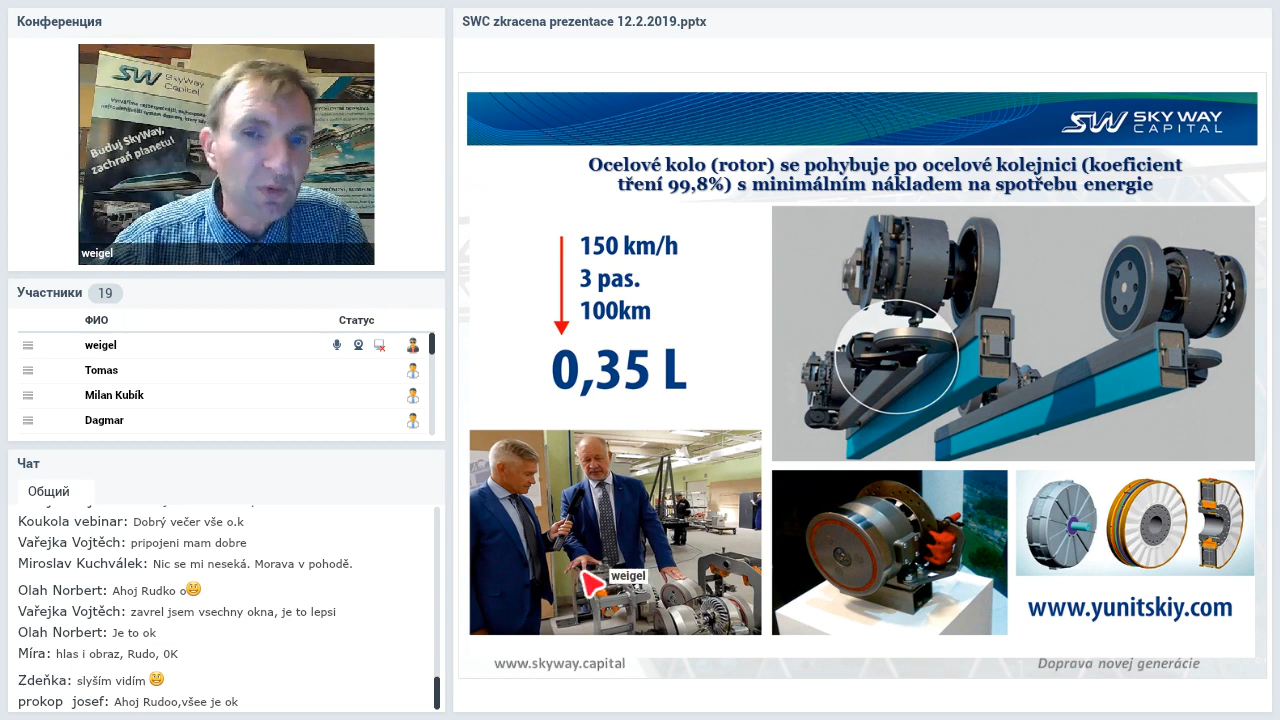 Конференция
SkyWay
Capital
Buduj SkyWay,
zachraň planetu!
weigel
Участники 19
ФИО Статус
weigel
Tomas
Milan Kubík
Dagmar
Чат
Общий
Koukola vebinar: Dobrý večer vše o.k
Vařejka Vojtěch: pripojeni mam dobre
Miroslav Kuchválek: Nic se mi neseká. Morava v pohodě.
Olah Norbert: Ahoj Rudko o
Vařejka Vojtěch: zavrel jsem vsechny okna, je to lepsi
Olah Norbert: Je to ok
Míra: hlas i obraz, Rudo, 0K
Zdeňka: slyším vidím
prokop josef: Ahoj Rudoo,všee je ok
SWC zkracena prezentace 12.2.2019.pptx
SW SKY WAY
CAPITAL
Ocelové kolo (rotor) se pohybuje po ocelové kolejnici (koeficient
tření 99,8%) s minimálním nákladem na spotřebu energie
150 km/h
3 pas.
100km
0,35 L
weigel
www.yunitskiy.com
www.skyway.capital
Doprava novej generácie